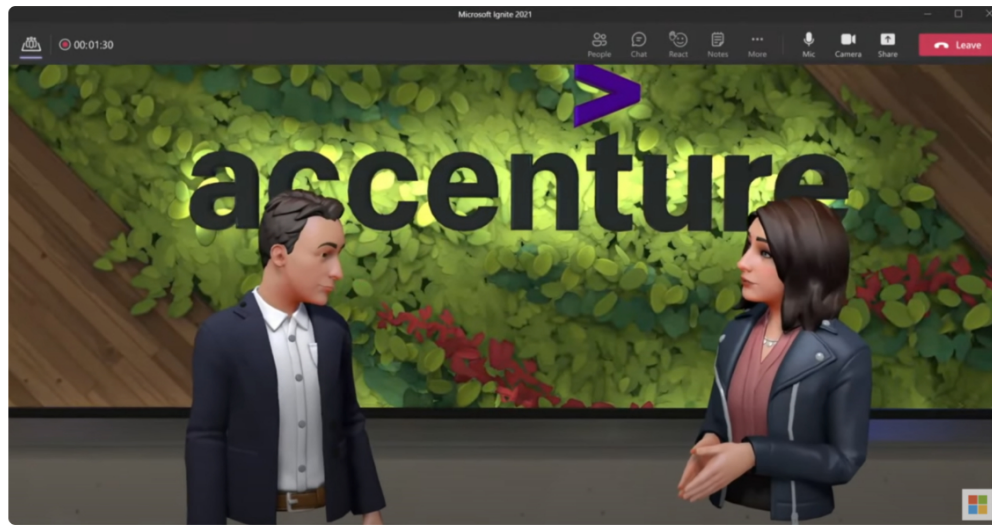 Microsoft Ignite 2021
00:01:30
People Chat React Notes More Mic Camera Share Leave
>
accenture